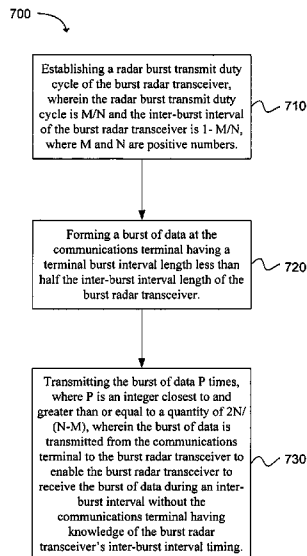 700
Establishing a radar burst transmit duty
cycle of the burst radar transceiver,
wherein the radar burst transmit duty
cycle is M/N and the inter-burst interval
of the burst radar transceiver is 1- M/N,
where M and N are positive numbers.
710
Forming a burst of data at the
communications terminal having a
terminal burst interval length less than
half the inter-burst interval length of
the burst radar transceiver.
720
Transmitting the burst of data P times,
where P is an integer closest to and
greater than or equal to a quantity of 2N/
(N-M), wherein the burst of data is
transmitted from the communications
terminal to the burst radar transceiver to
enable the burst radar transceiver to
receive the burst of data during an inter-
burst interval without the
communications terminal having
knowledge of the burst radar
transceiver's inter-burst interval timing.
730